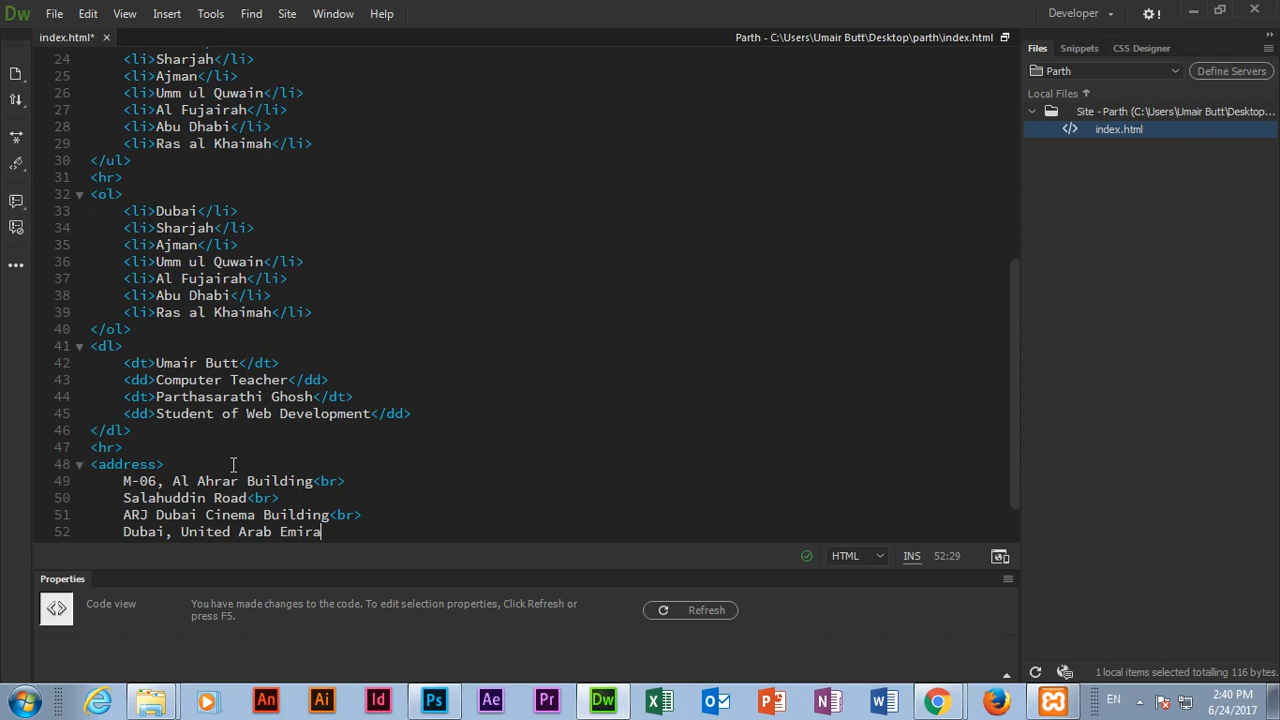 Dw File Edit View Insert Tools Find Site Window Help Developer
index.html* Parth - C:\Users\Umair Butt\Desktop\parth\index.html
Files Snippets CSS Designer
Parth Define Servers
Local Files
Site - Parth (C:\Users\Umair Butt\Desktop...
index.html
24 <li>Sharjah</li>
25 <li>Ajman</li>
26 <li>Umm ul Quwain</li>
27 <li>Al Fujairah</li>
28 <li>Abu Dhabi</li>
29 <li>Ras al Khaimah</li>
30 </ul>
31 <hr>
32 <ol>
33 <li>Dubai</li>
34 <li>Sharjah</li>
35 <li>Ajman</li>
36 <li>Umm ul Quwain</li>
37 <li>Al Fujairah</li>
38 <li>Abu Dhabi</li>
39 <li>Ras al Khaimah</li>
40 </ol>
41 <dl>
42 <dt>Umair Butt</dt>
43 <dd>Computer Teacher</dd>
44 <dt>Parthasarathi Ghosh</dt>
45 <dd>Student of Web Development</dd>
46 </dl>
47 <hr>
48 <address>
49 M-06, Al Ahrar Building<br>
50 Salahuddin Road<br>
51 ARJ Dubai Cinema Building<br>
52 Dubai, United Arab Emira
HTML INS 52:29
Properties
Code view You have made changes to the code. To edit selection properties, Click Refresh or
press F5.
Refresh
1 local items selected totalling 116 bytes.
An Ai Id Ps Ae Pr Dw EN 2:40 PM
6/24/2017